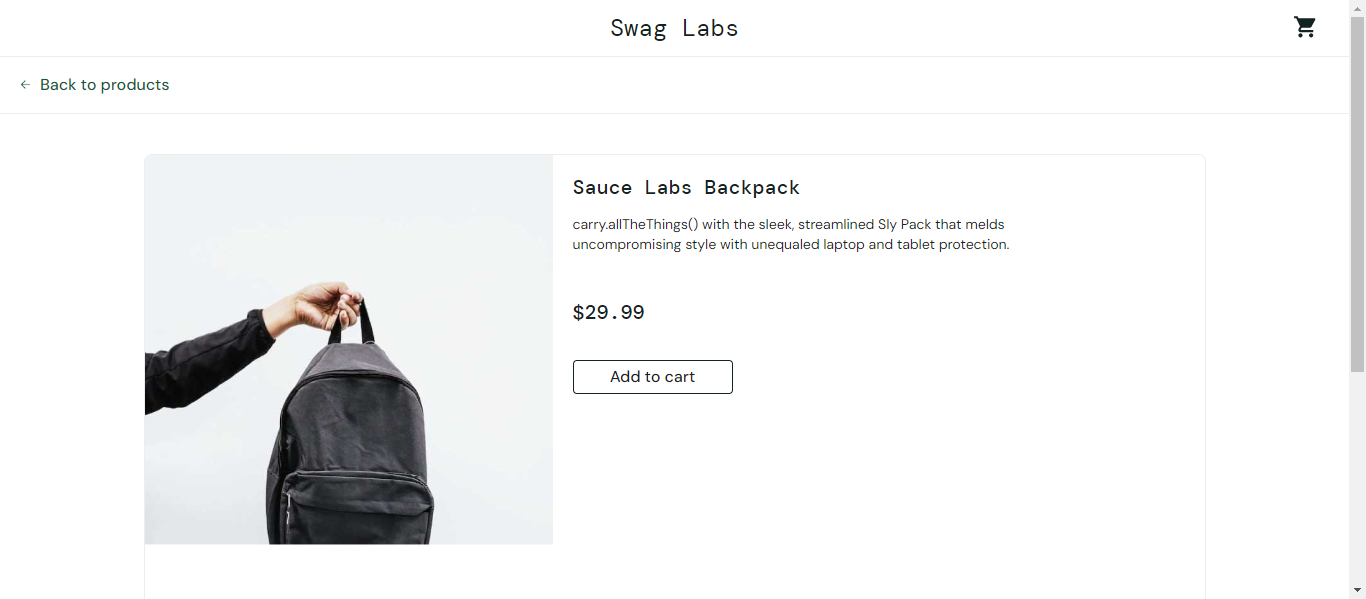 Swag Labs
Back to products
Sauce Labs Backpack
carry.allTheThings() with the sleek, streamlined Sly Pack that melds
uncompromising style with unequaled laptop and tablet protection.
$29.99
Add to cart